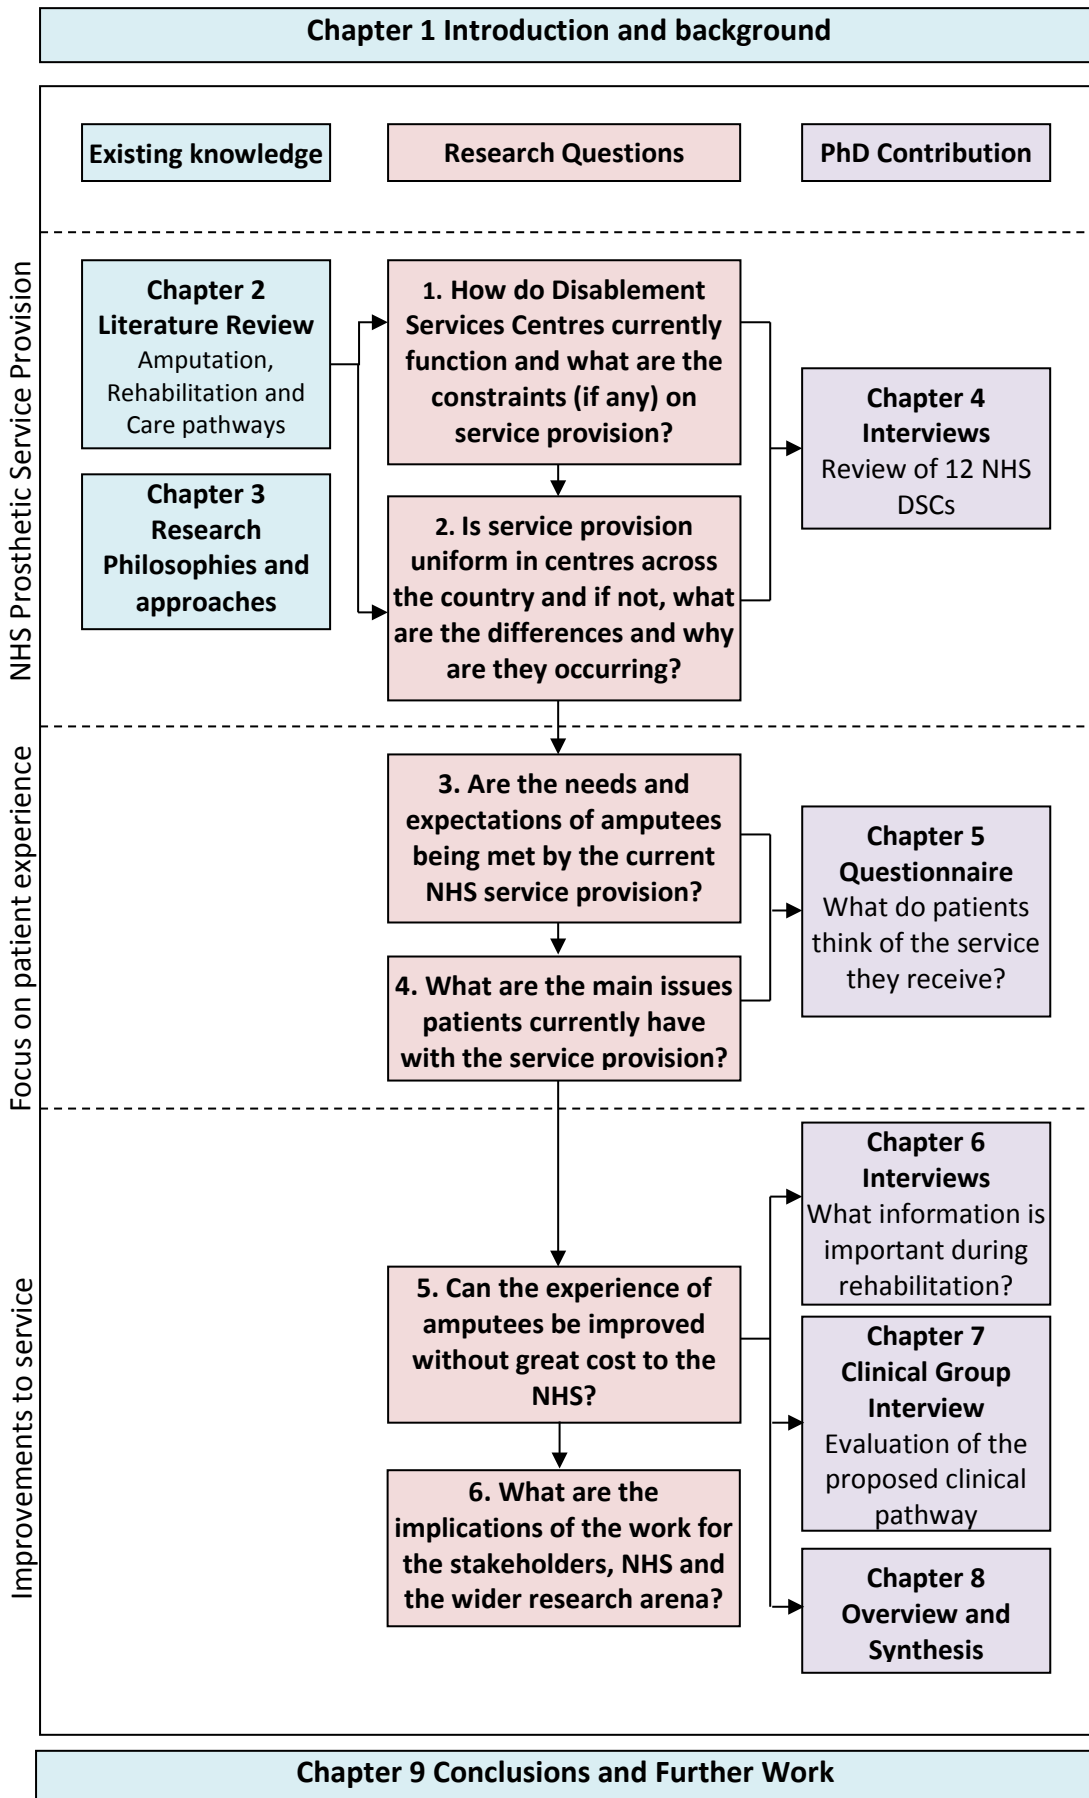 Chapter 1 Introduction and background
Existing knowledge
Research Questions
PhD Contribution
NHS Prosthetic Service Provision
Chapter 2
Literature Review
Amputation,
Rehabilitation and
Care pathways
Chapter 3
Research
Philosophies and
approaches
1. How do Disablement
Services Centres currently
function and what are the
constraints (if any) on
service provision?
2. Is service provision
uniform in centres across
the country and if not, what
are the differences and why
are they occurring?
Chapter 4
Interviews
Review of 12 NHS
DSCs
Focus on patient experience
3. Are the needs and
expectations of amputees
being met by the current
NHS service provision?
4. What are the main issues
patients currently have
with the service provision?
Chapter 5
Questionnaire
What do patients
think of the service
they receive?
Improvements to service
5. Can the experience of
amputees be improved
without great cost to the
NHS?
6. What are the
implications of the work for
the stakeholders, NHS and
the wider research arena?
Chapter 6
Interviews
What information is
important during
rehabilitation?
Chapter 7
Clinical Group
Interview
Evaluation of the
proposed clinical
pathway
Chapter 8
Overview and
Synthesis
Chapter 9 Conclusions and Further Work